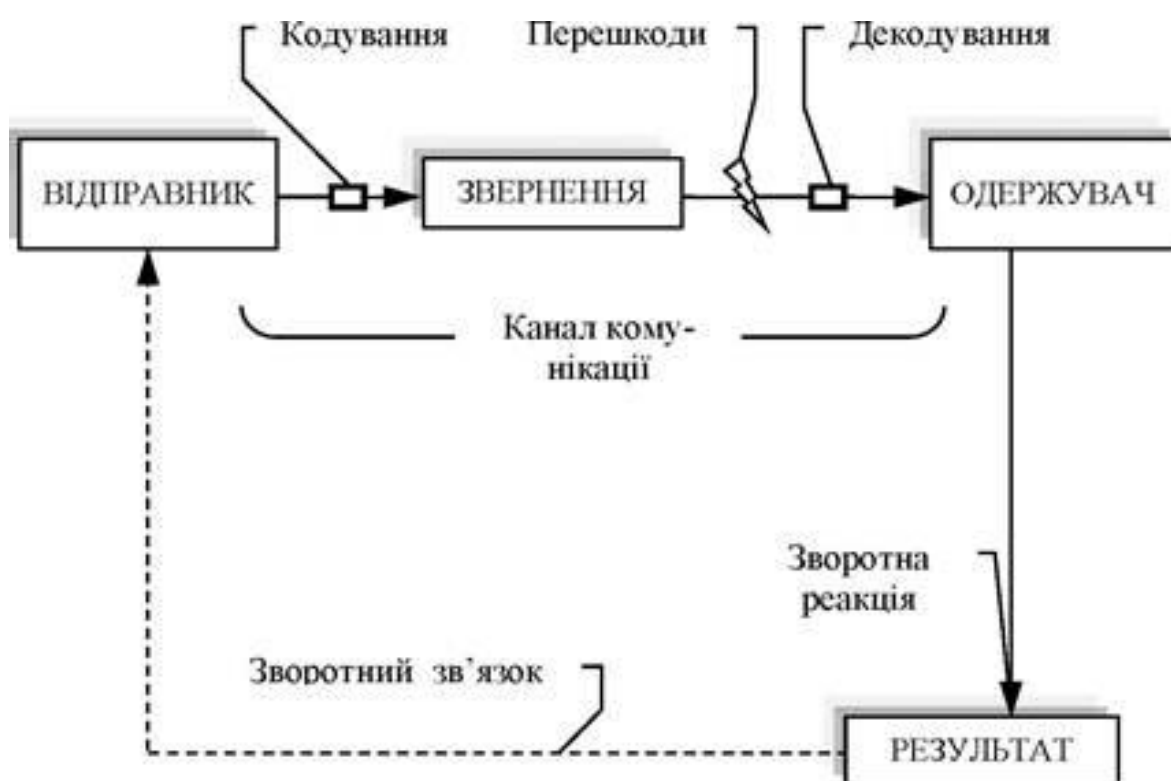 Кодування
Перешкоди
Декодування
ВІДПРАВНИК
ЗВЕРНЕННЯ
ОДЕРЖУВАЧ
Канал кому-
нікації
Зворотна
реакція
Зворотний зв’язок
РЕЗУЛЬТАТ